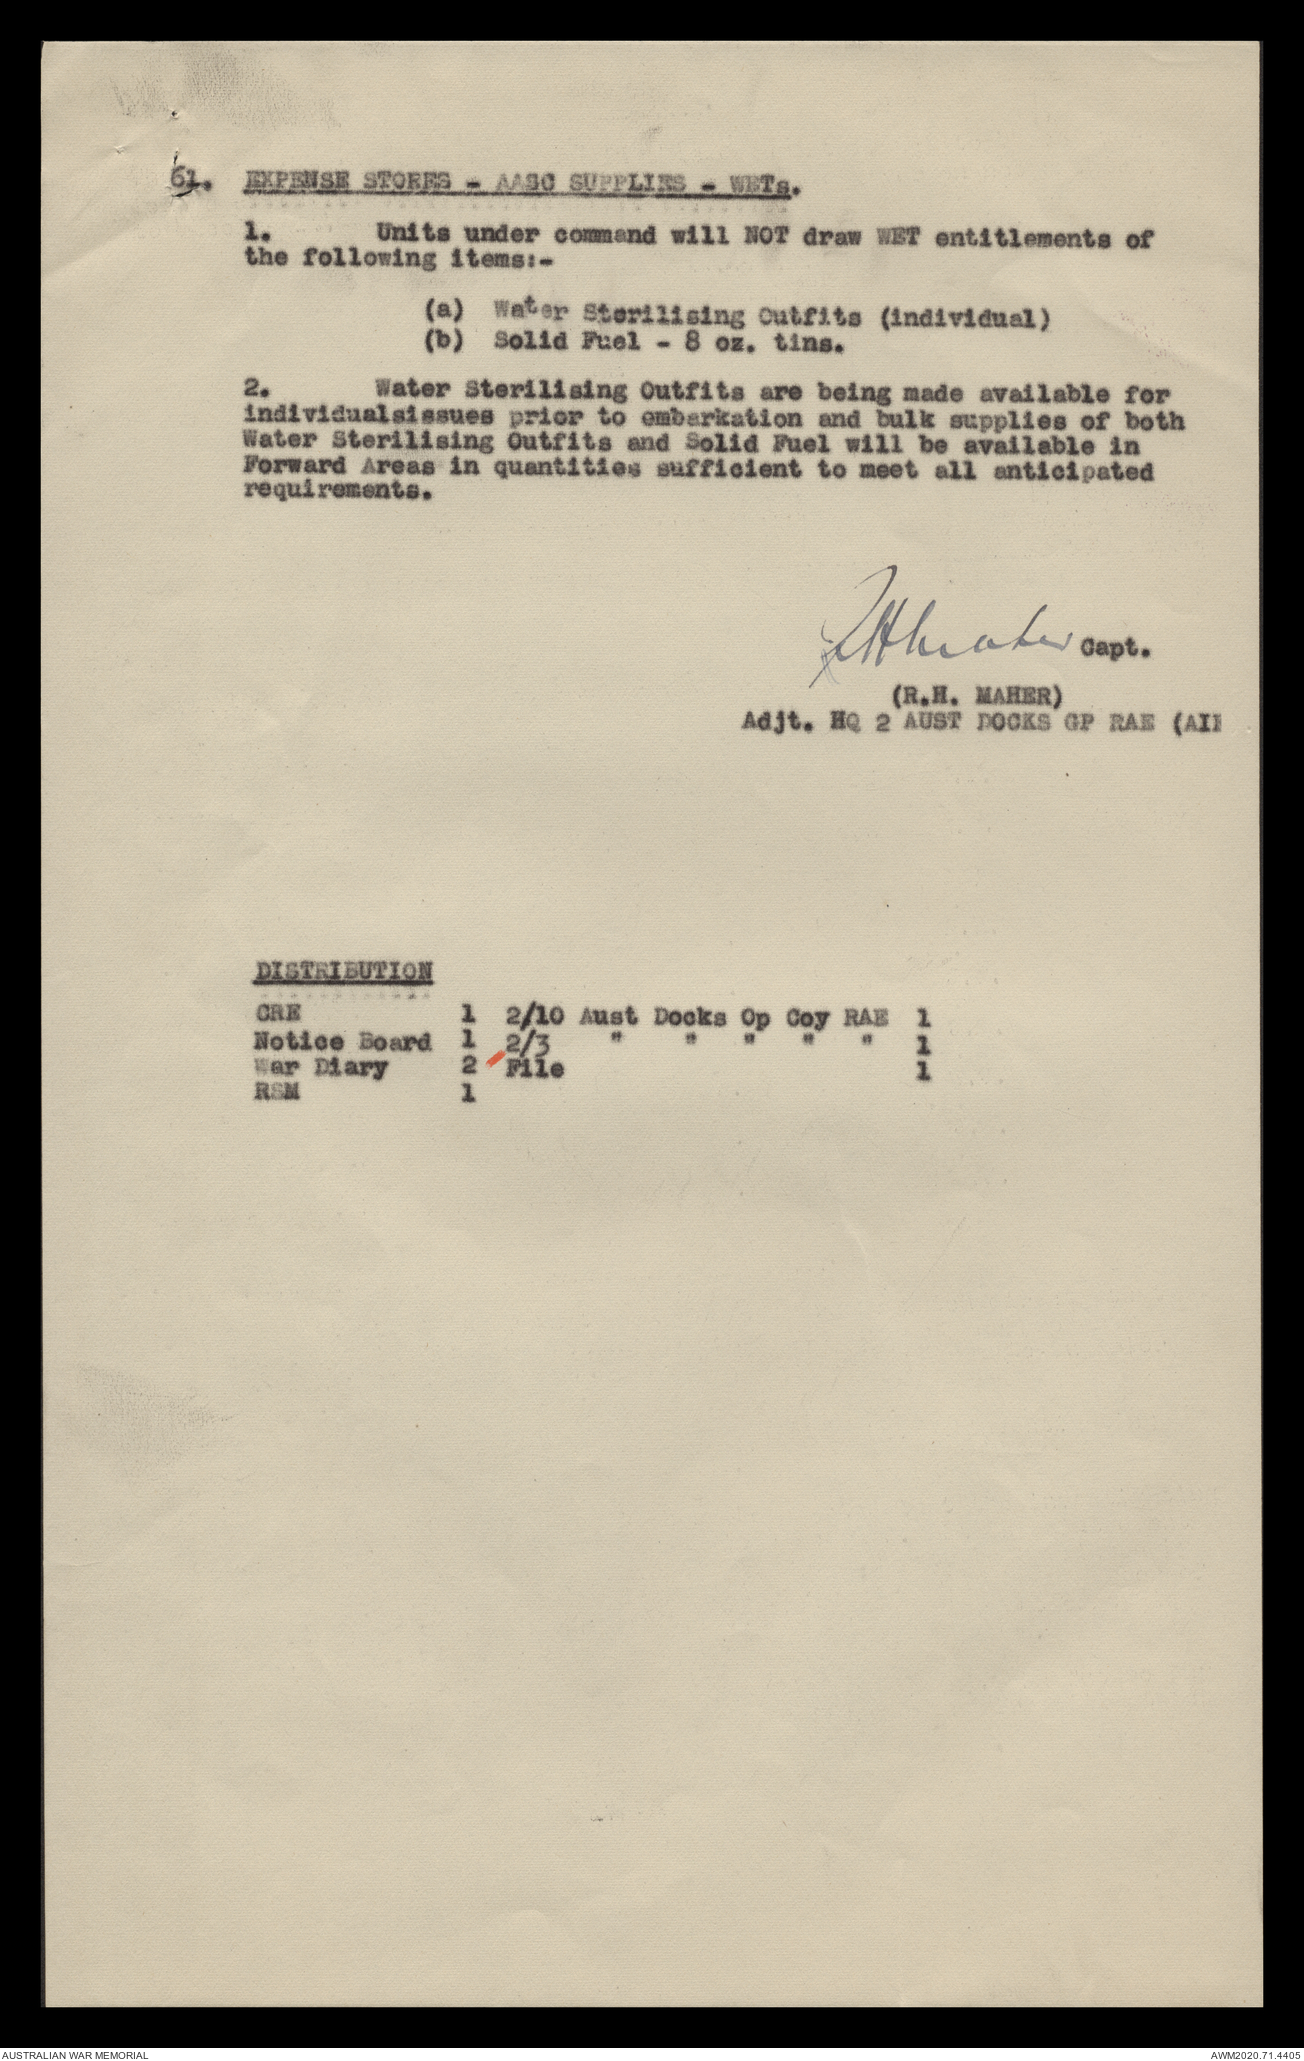 61. EXPENSE STORES - AASC SUPPLIES - WETs.
1. Units under command will NOT draw WET entitlements of
the following items:-
(a) Water Sterilising Outfits (individual)
(b) Solid Fuel - 8 oz. tins.
2. Water Sterilising Outfits are being made available for
individualsissues prior to embarkation and bulk supplies of both
Water Sterilising Outfits and Solid Fuel will be available in
Forward Areas in quantities sufficient to meet all anticipated
requirements.
RHMaher Capt.
(R.H. MAHER)
Adjt. HQ 2 AUST DOCKS GP RAE (AIF
DISTRIBUTION
CRE 1 2/10 Aust Docks Op Coy RAE 1
Notice Board 1 2/3 " " " " " 1
War Diary 2 File 1
RSM 1
AUSTRALIAN WAR MEMORIAL AWM2020.71.4405